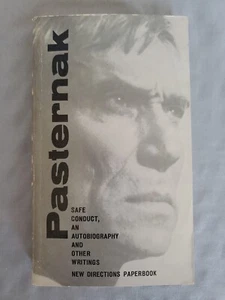 Pasternak
SAFE
CONDUCT,
AN
AUTOBIOGRAPHY
AND
OTHER
WRITINGS
NEW DIRECTIONS PAPERBOOK